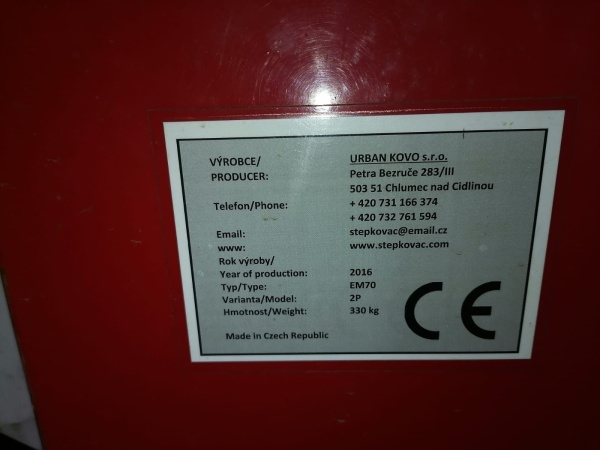 VÝROBCE/ URBAN KOVO s.r.o.
PRODUCER: Petra Bezruče 283/III
503 51 Chlumec nad Cidlinou
Telefon/Phone: + 420 731 166 374
+ 420 732 761 594
Email: stepkovac@email.cz
www: www.stepkovac.com
Rok výroby/
Year of production: 2016
Typ/Type: EM70
Varianta/Model: 2P
Hmotnost/Weight: 330 kg
CE
Made in Czech Republic